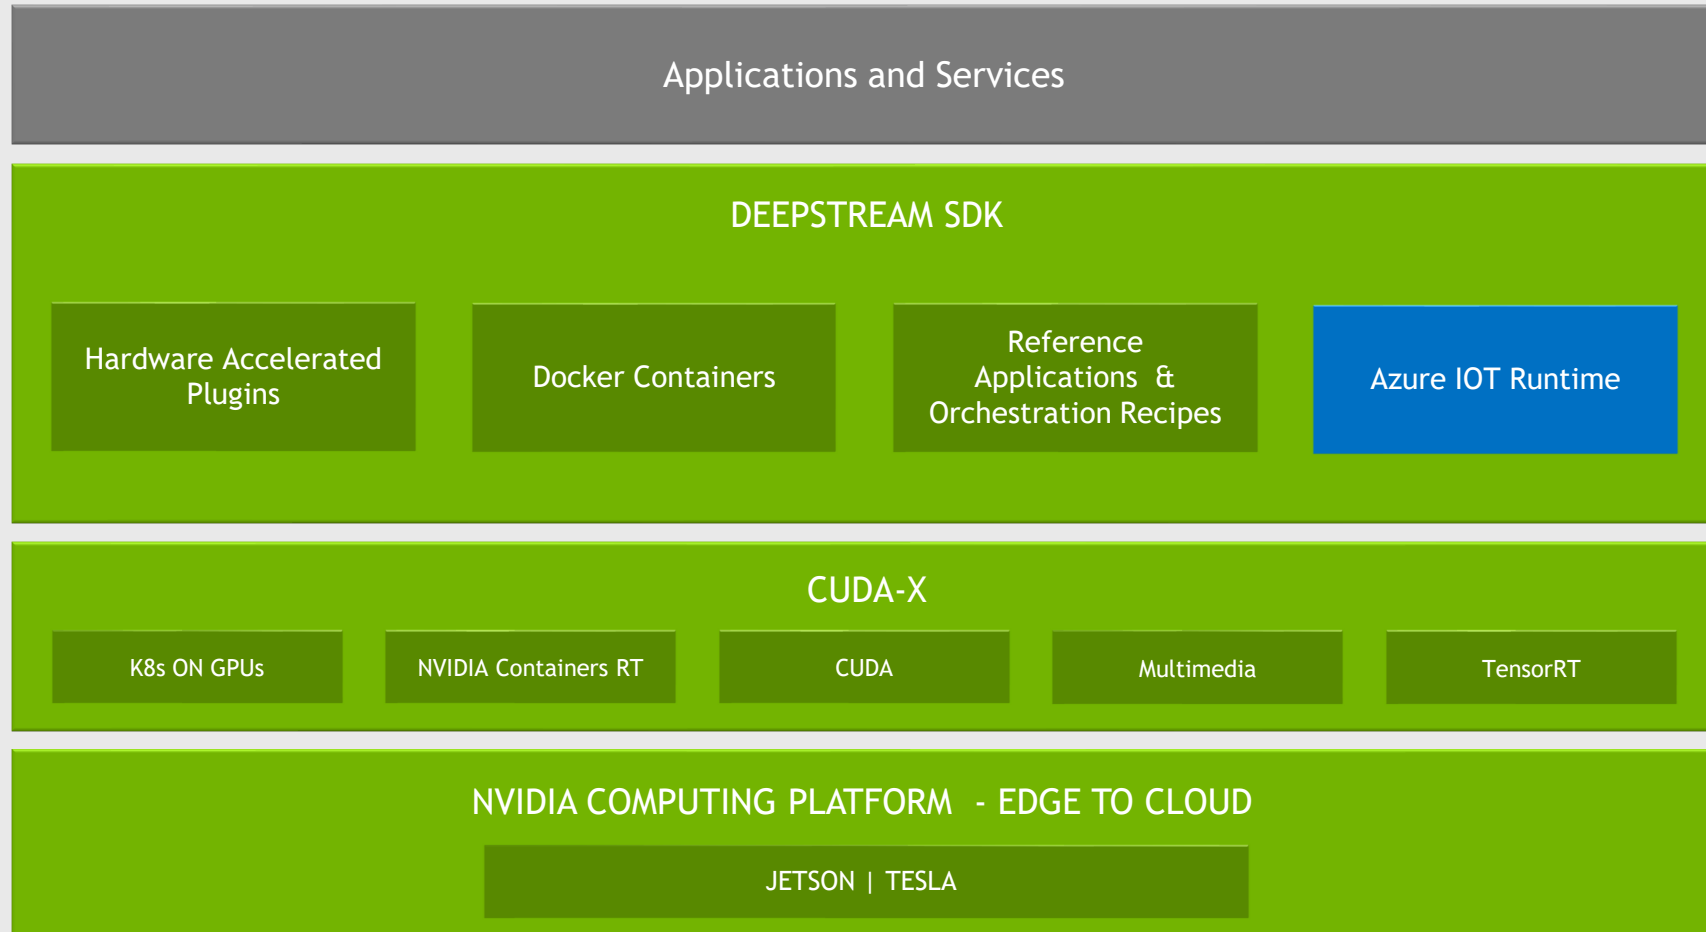 Applications and Services
DEEPSTREAM SDK
Hardware Accelerated
Plugins
Docker Containers
Reference
Applications & 
Orchestration Recipes
Azure IOT Runtime
CUDA-X
K8s ON GPUs
NVIDIA Containers RT
CUDA
Multimedia
TensorRT
NVIDIA COMPUTING PLATFORM - EDGE TO CLOUD
JETSON | TESLA